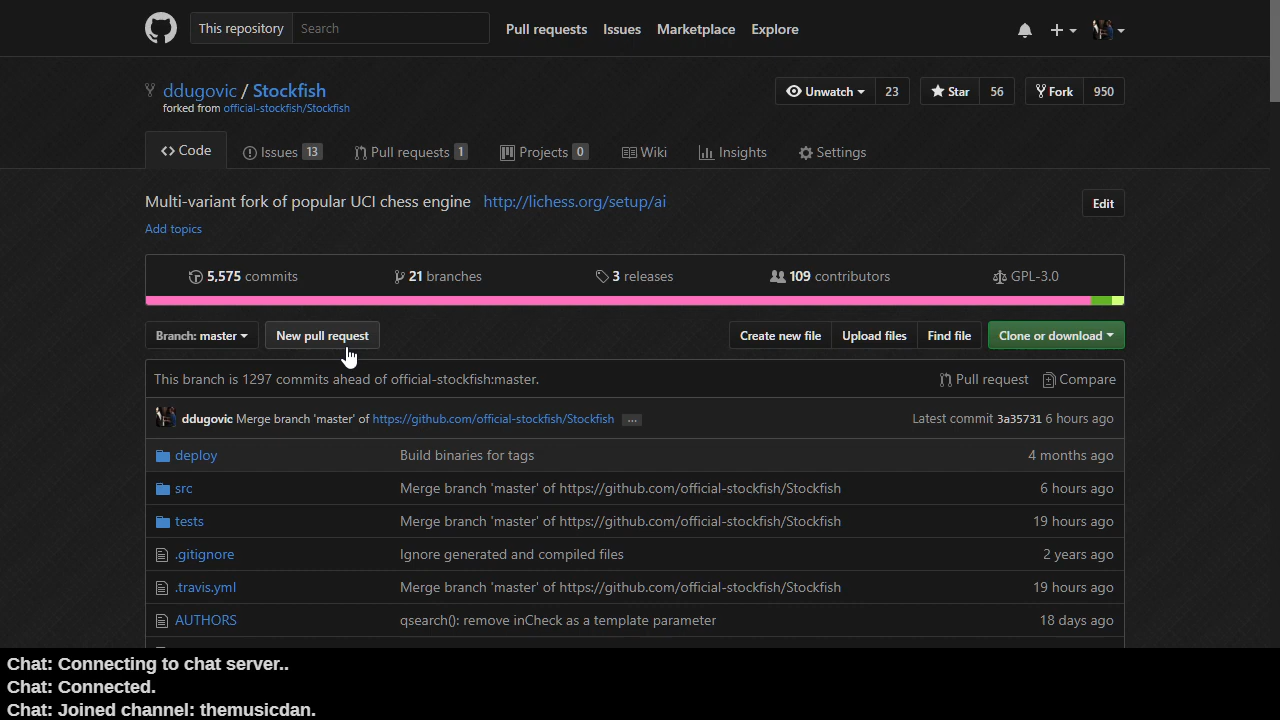 This repository Search Pull requests Issues Marketplace Explore
ddugovic / Stockfish
Unwatch 23 Star 56 Fork 950
forked from official-stockfish/Stockfish
Code Issues 13 Pull requests 1 Projects 0 Wiki Insights Settings
Multi-variant fork of popular UCI chess engine http://lichess.org/setup/ai Edit
Add topics
5,575 commits 21 branches 3 releases 109 contributors GPL-3.0
Branch: master New pull request Create new file Upload files Find file Clone or download
This branch is 1297 commits ahead of official-stockfish:master. Pull request Compare
ddugovic Merge branch 'master' of https://github.com/official-stockfish/Stockfish ... Latest commit 3a35731 6 hours ago
deploy Build binaries for tags 4 months ago
src Merge branch 'master' of https://github.com/official-stockfish/Stockfish 6 hours ago
tests Merge branch 'master' of https://github.com/official-stockfish/Stockfish 19 hours ago
.gitignore Ignore generated and compiled files 2 years ago
.travis.yml Merge branch 'master' of https://github.com/official-stockfish/Stockfish 19 hours ago
AUTHORS qsearch(): remove inCheck as a template parameter 18 days ago
Chat: Connecting to chat server..
Chat: Connected.
Chat: Joined channel: themusicdan.